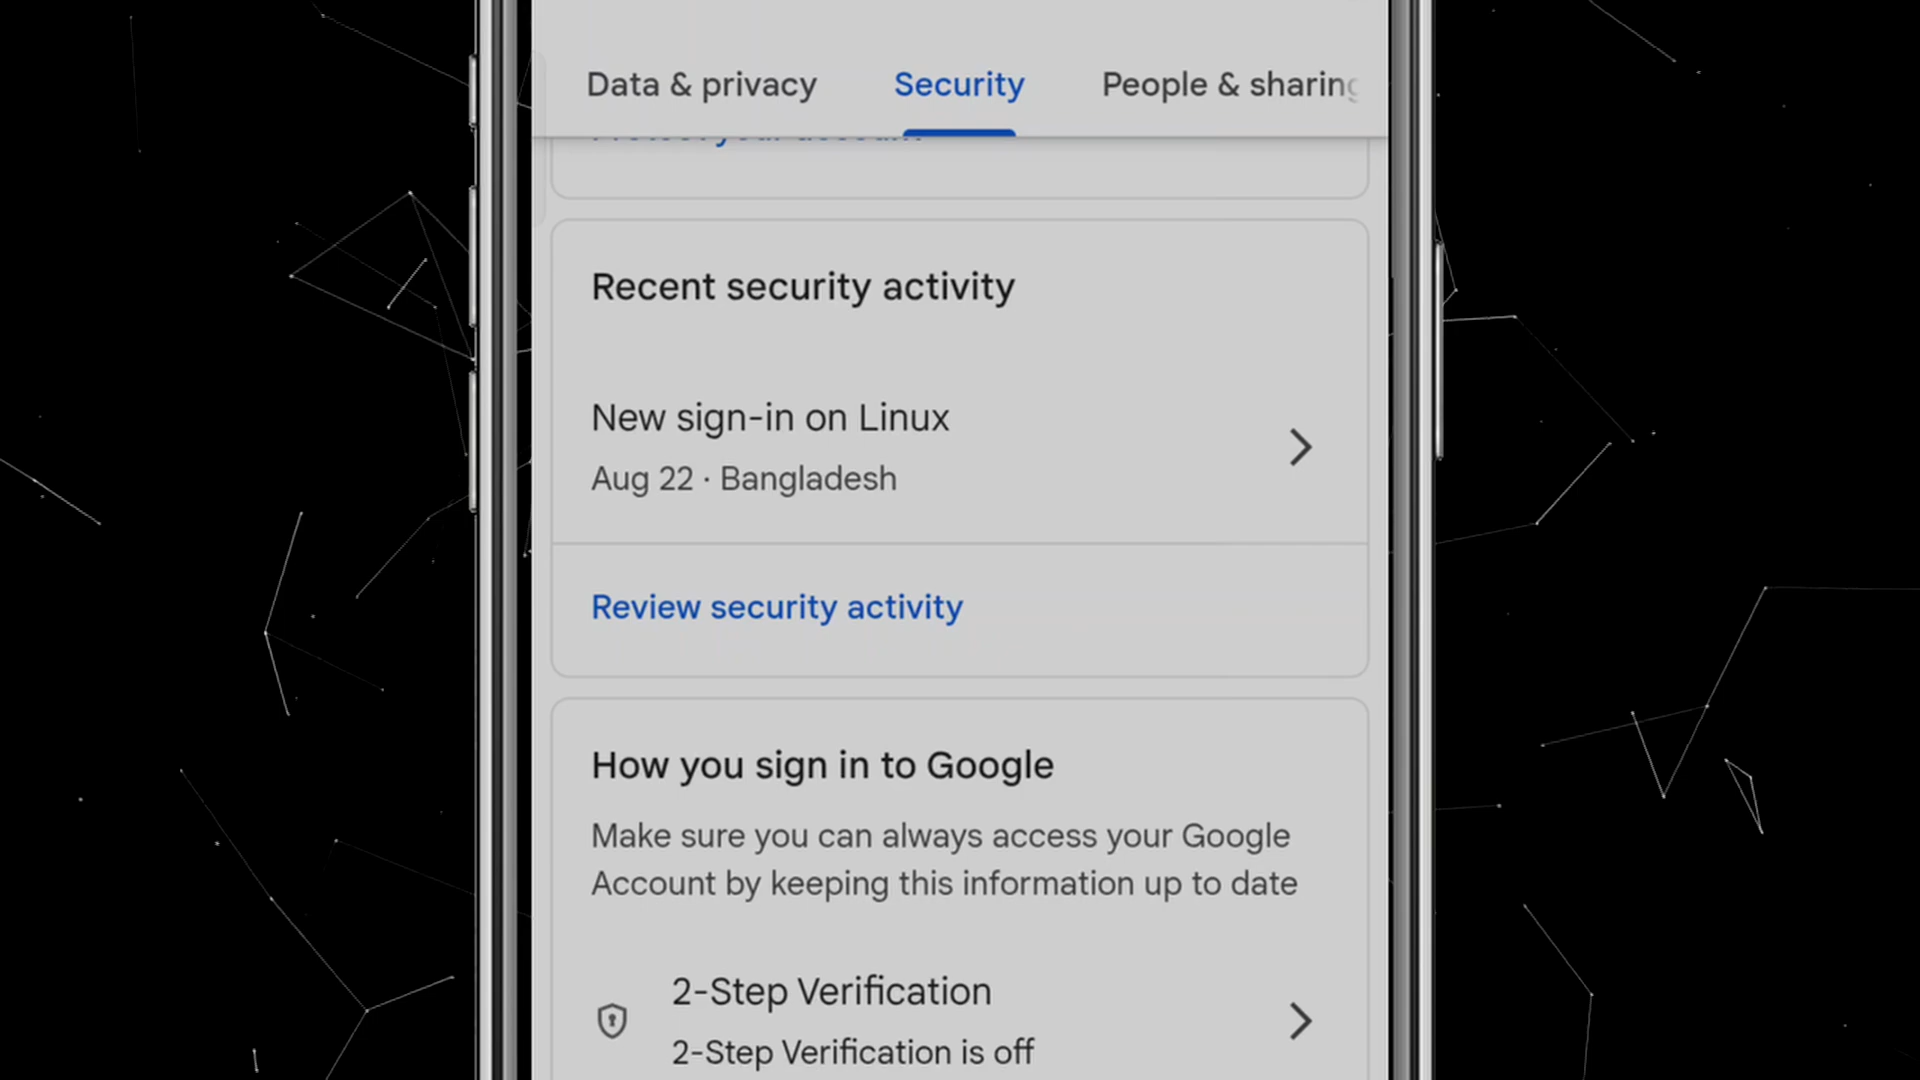 Data & privacy
Security
People & sharing
Recent security activity
New sign-in on Linux
Aug 22 · Bangladesh
Review security activity
How you sign in to Google
Make sure you can always access your Google
Account by keeping this information up to date
2-Step Verification
2-Step Verification is off